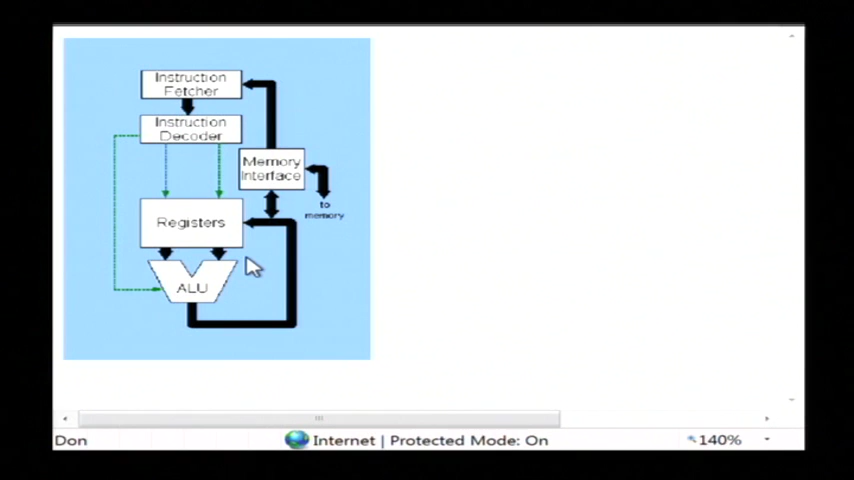 Instruction
Fetcher
Instruction
Decoder
Memory
Interface
to
memory
Registers
ALU
Don
Internet | Protected Mode: On
140%